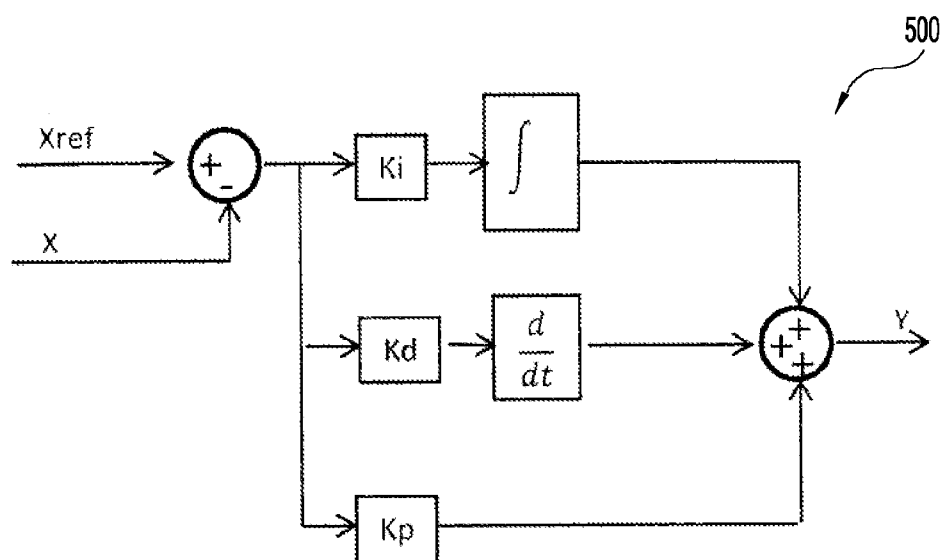 500
Xref
+
-
X
Ki
∫
Kd
d
dt
+
+
+
Y
Kp